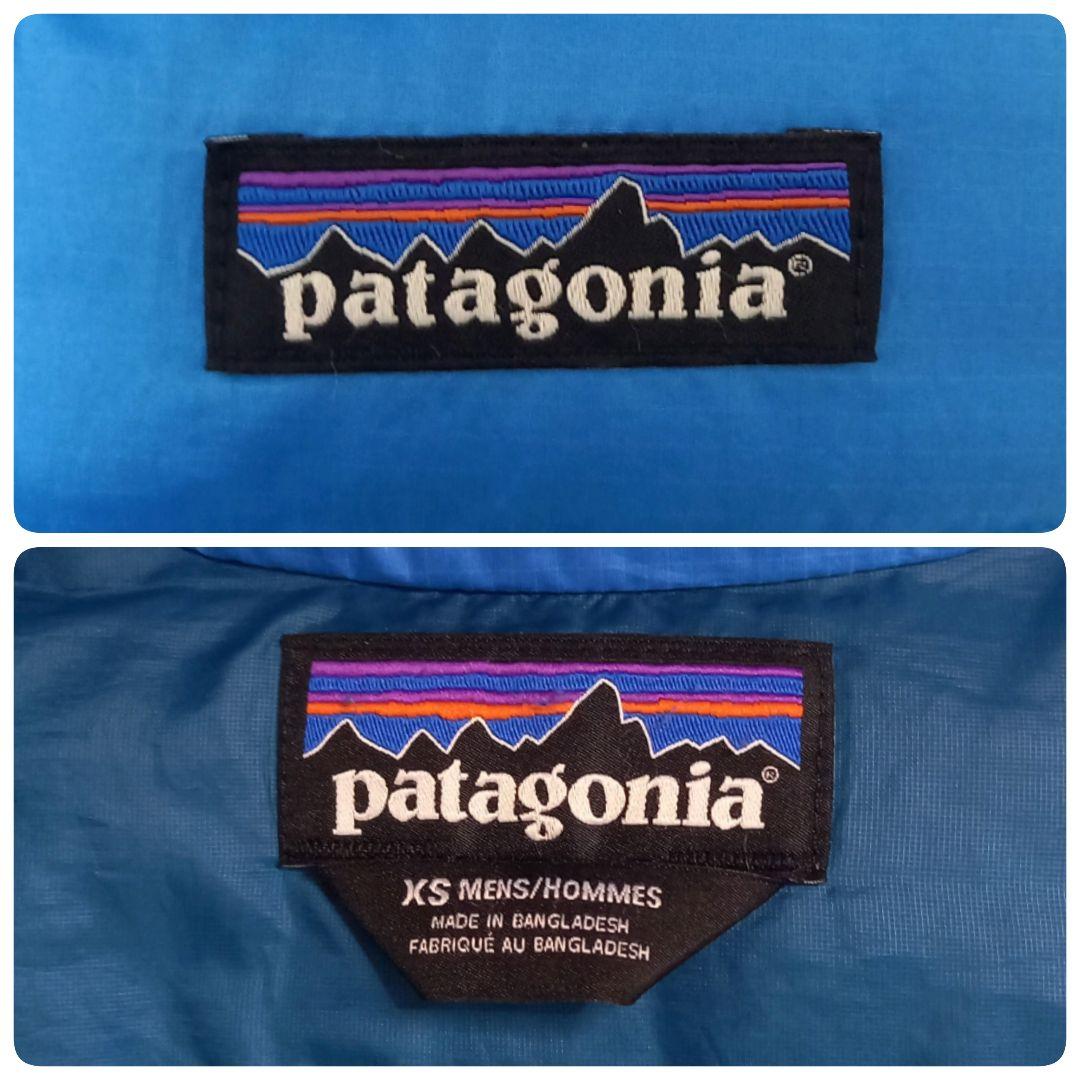 patagonia®
patagonia®
XS MENS/HOMMES
MADE IN BANGLADESH
FABRIQUÉ AU BANGLADESH